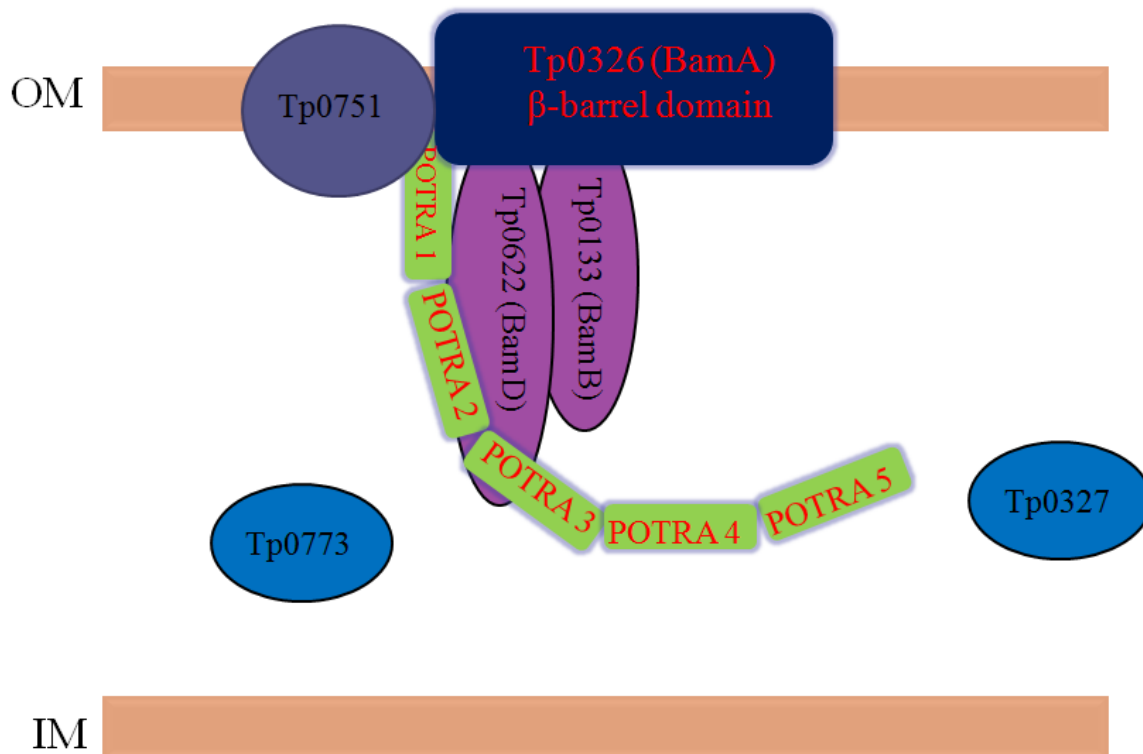 OM
Tp0751
Tp0326 (BamA)
β-barrel domain
POTRA 1
Tp0622 (BamD)
Tp0133 (BamB)
POTRA 2
POTRA 3
POTRA 4
POTRA 5
Tp0327
Tp0773
IM